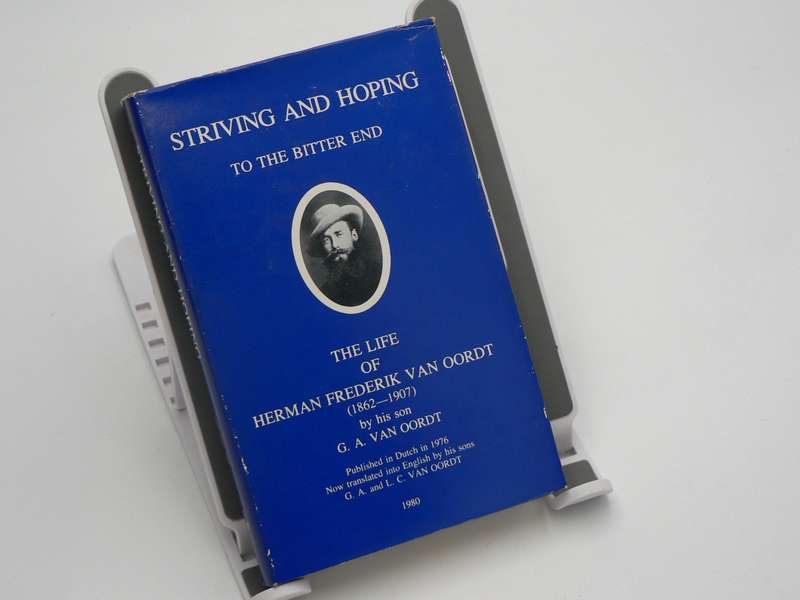 STRIVING AND HOPING
TO THE BITTER END
THE LIFE
OF
HERMAN FREDERIK VAN OORDT
(1862—1907)
by his son
G. A. VAN OORDT
Published in Dutch in 1976
Now translated into English by his sons
G. A. and L. C. VAN OORDT
1980